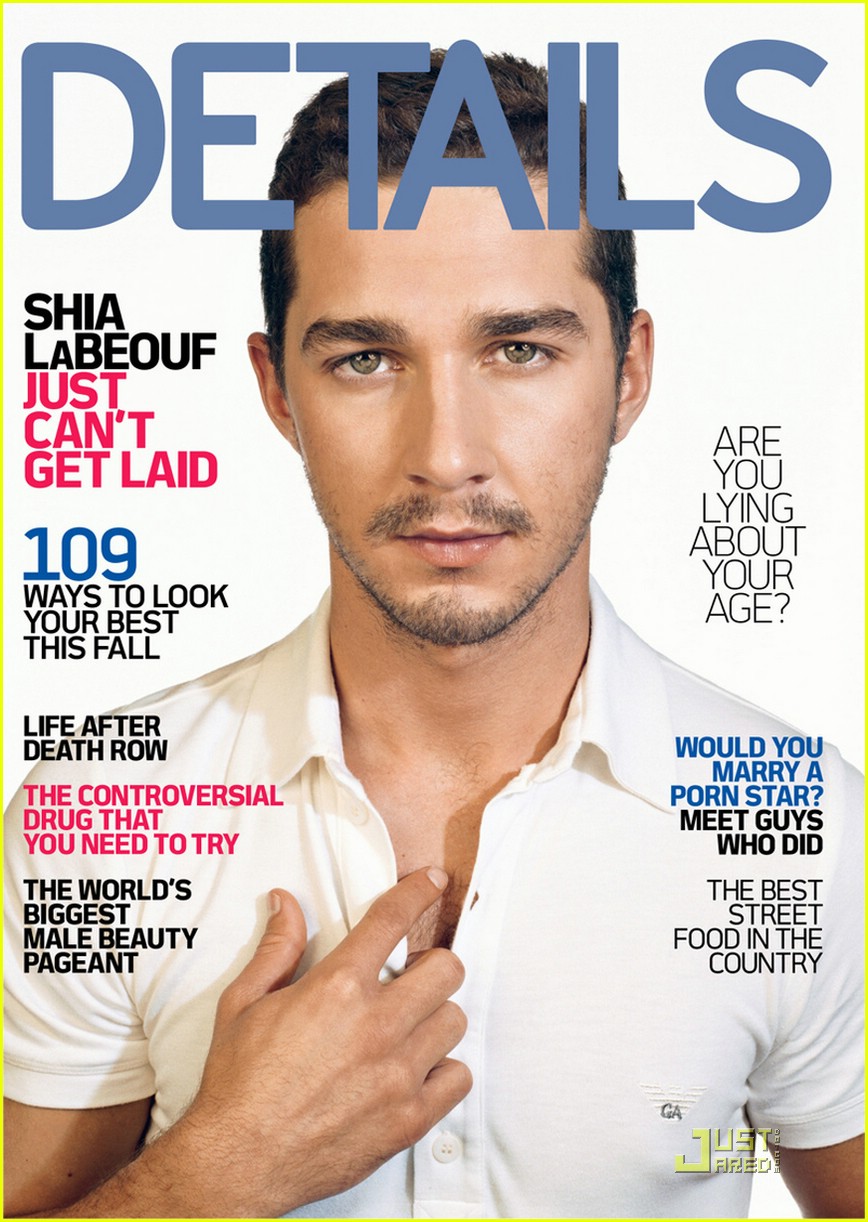 DETAILS
SHIA
LABEOUF
JUST
CAN'T
GET LAID
109
WAYS TO LOOK
YOUR BEST
THIS FALL
LIFE AFTER
DEATH ROW
THE CONTROVERSIAL
DRUG THAT
YOU NEED TO TRY
THE WORLD'S
BIGGEST
MALE BEAUTY
PAGEANT
ARE
YOU
LYING
ABOUT
YOUR
AGE?
WOULD YOU
MARRY A
PORN STAR?
MEET GUYS
WHO DID
THE BEST
STREET
FOOD IN THE
COUNTRY
GA
JUST
JARED